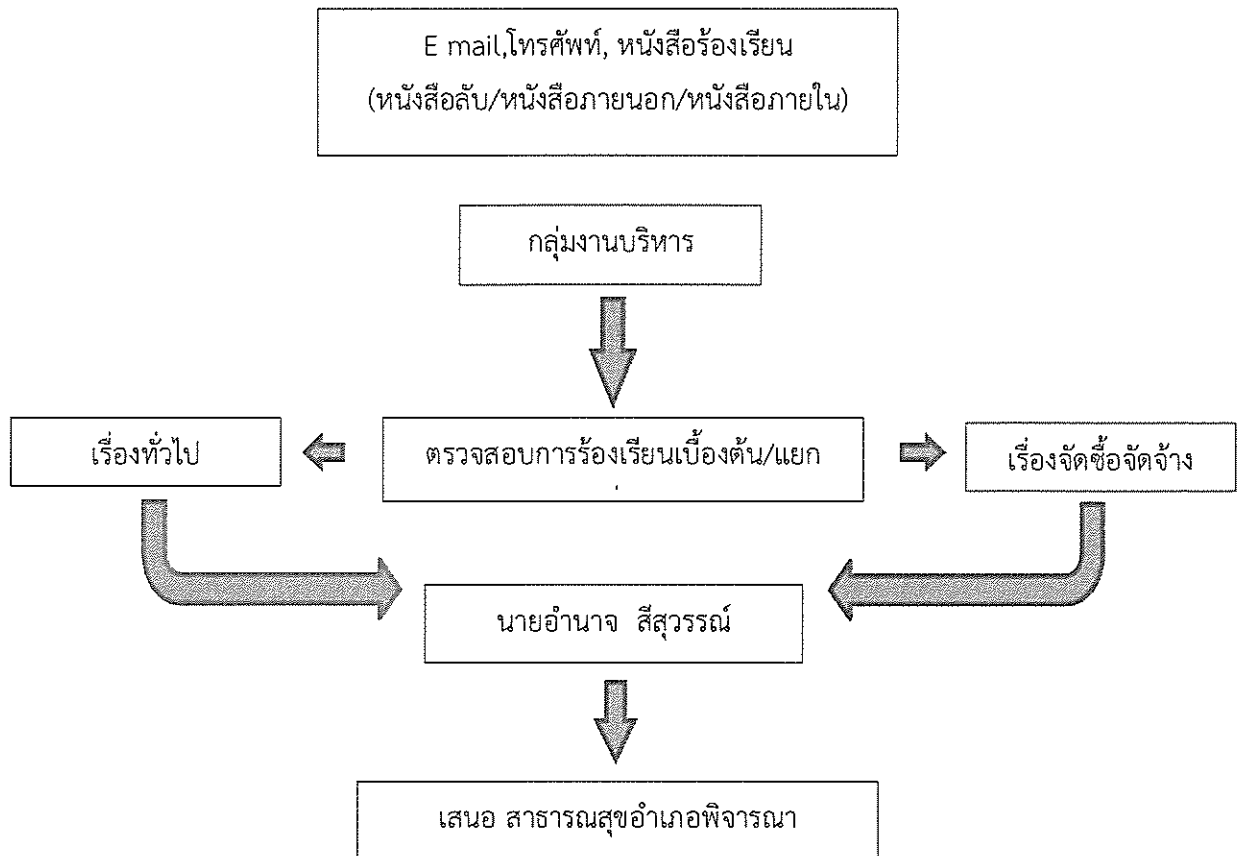 E mail,โทรศัพท์, หนังสือร้องเรียน
(หนังสือลับ/หนังสือภายนอก/หนังสือภายใน)
กลุ่มงานบริหาร
เรื่องทั่วไป
ตรวจสอบการร้องเรียนเบื้องต้น/แยก
เรื่องจัดซื้อจัดจ้าง
นายอำนาจ สีสุวรรณ์
เสนอ สาธารณสุขอำเภอพิจารณา